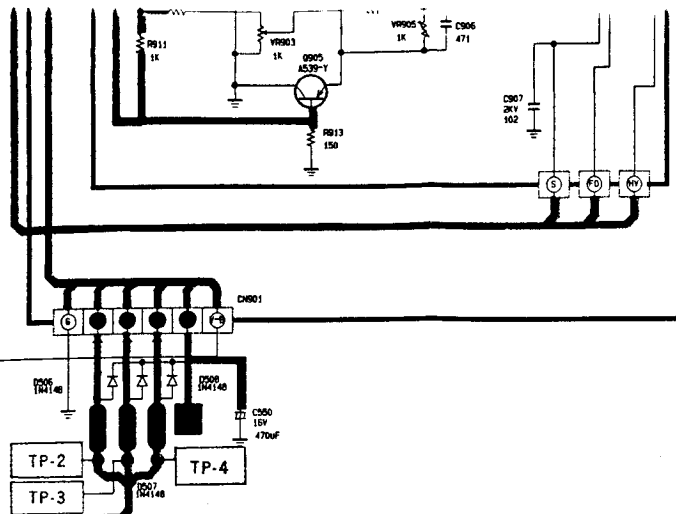 R911
1K
VR903
1K
VR905
1K
C906
471
Q905
A539-Y
R913
150
C907
2KV
102
S
FO
HV
CN901
G
D506
1N4148
D508
1N4148
C550
16V
470uF
TP-2
TP-3
TP-4
D507
1N4148